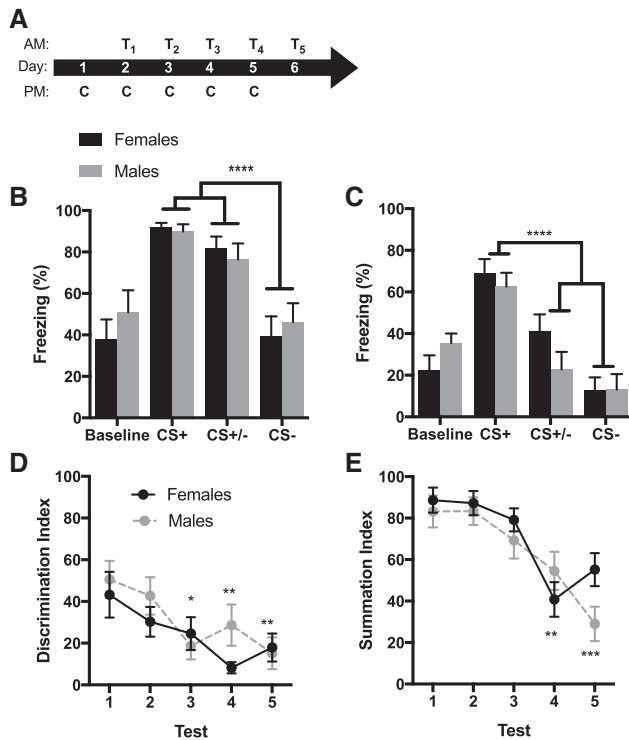 A
AM: T1 T2 T3 T4 T5
Day: 1 2 3 4 5 6
PM: C C C C C
Females
Males
B
****
Freezing (%)
100
80
60
40
20
0
Baseline CS+ CS+/- CS-
C
****
Freezing (%)
100
80
60
40
20
0
Baseline CS+ CS+/- CS-
D
Females
Males
Discrimination Index
100
80
60
40
20
0
*
**
**
1 2 3 4 5
Test
E
Summation Index
100
80
60
40
20
0
**
***
1 2 3 4 5
Test